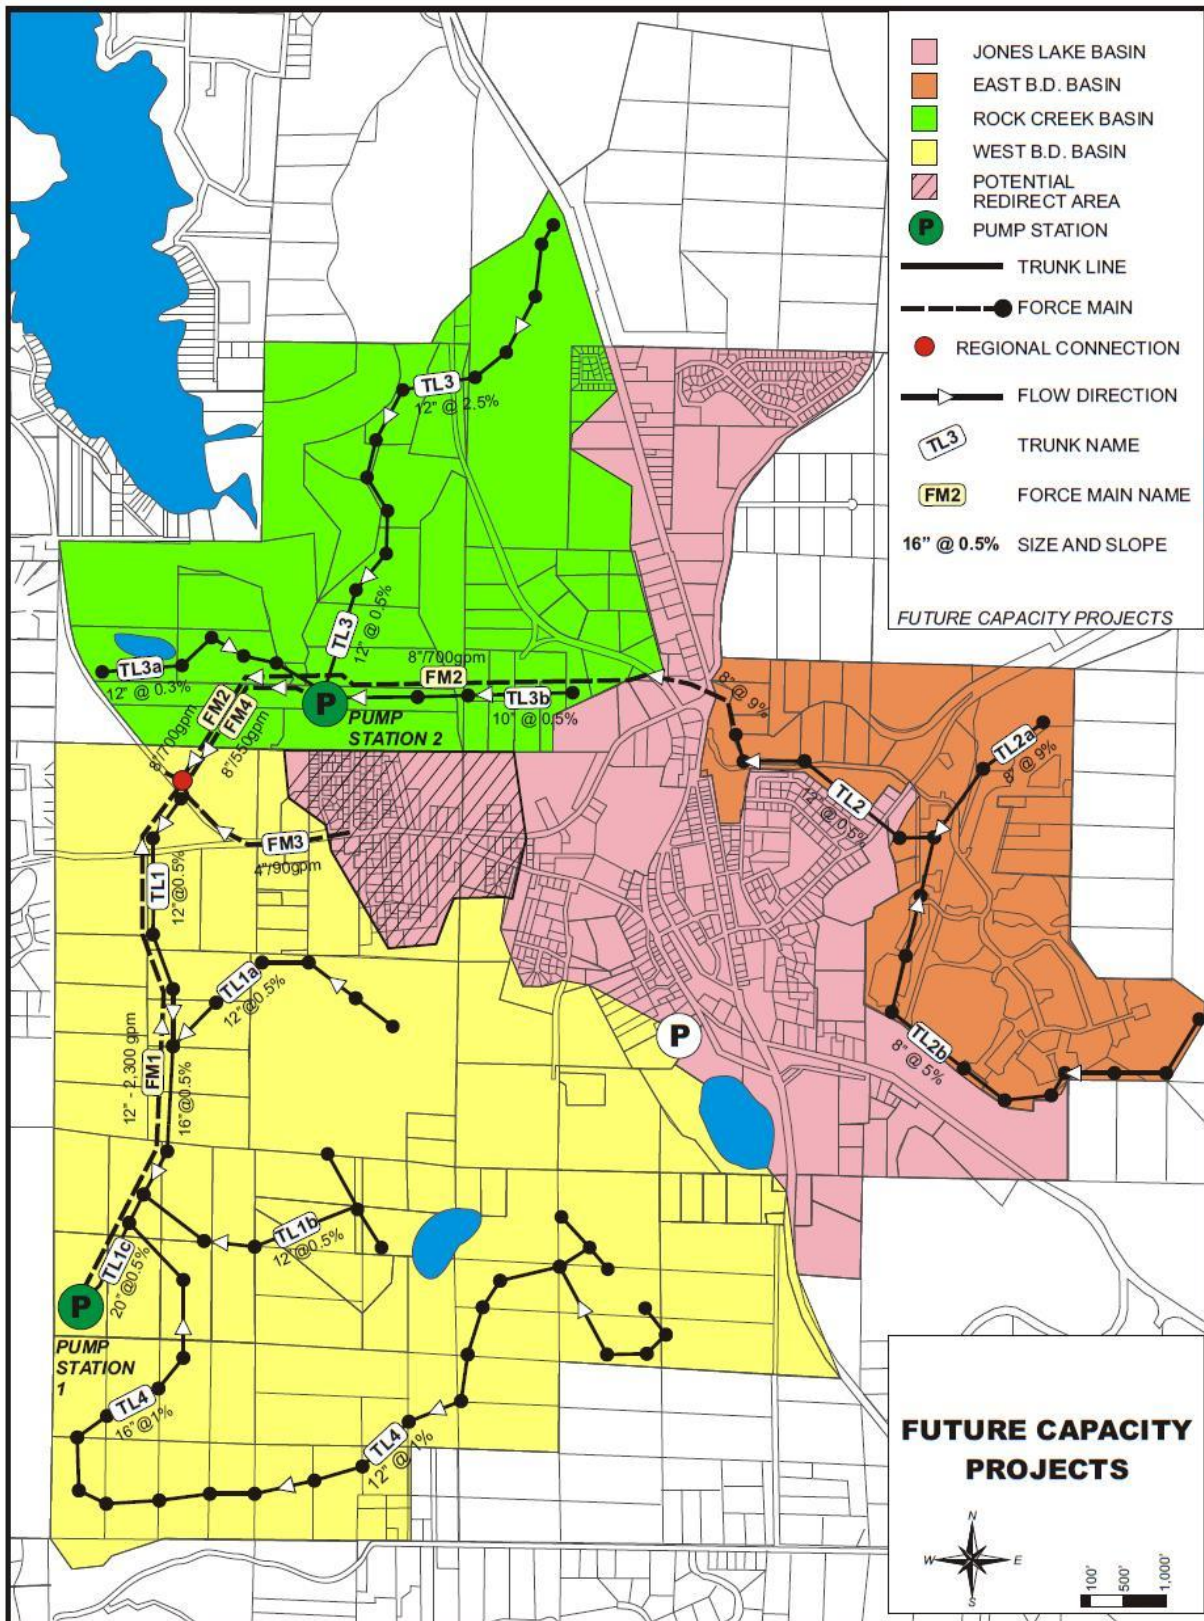 JONES LAKE BASIN
EAST B.D. BASIN
ROCK CREEK BASIN
WEST B.D. BASIN
POTENTIAL
REDIRECT AREA
P
PUMP STATION
TRUNK LINE
FORCE MAIN
REGIONAL CONNECTION
FLOW DIRECTION
TL3
TRUNK NAME
FM2
FORCE MAIN NAME
16" @ 0.5%
SIZE AND SLOPE
FUTURE CAPACITY PROJECTS
TL3
12" @ 2.5%
TL3
12" @ 0.5%
TL3a
12" @ 0.3%
8"/700gpm
FM2
TL3b
10" @ 0.5%
P
PUMP
STATION 2
FM2
FM4
8"/700gpm
8"/550gpm
8" @ 9%
TL2a
8" @ 9%
TL2
12" @ 0.5%
FM3
4"/90gpm
TL1
12"@0.5%
TL1a
12"@0.5%
P
TL2b
8" @ 5%
12" - 2,300 gpm
FM1
16"@0.5%
TL1b
12"@0.5%
TL1c
20"@0.5%
P
PUMP
STATION
1
TL4
16"@1%
TL4
12" @ 1%
FUTURE CAPACITY
PROJECTS
N
W
E
S
100'
500'
1,000'